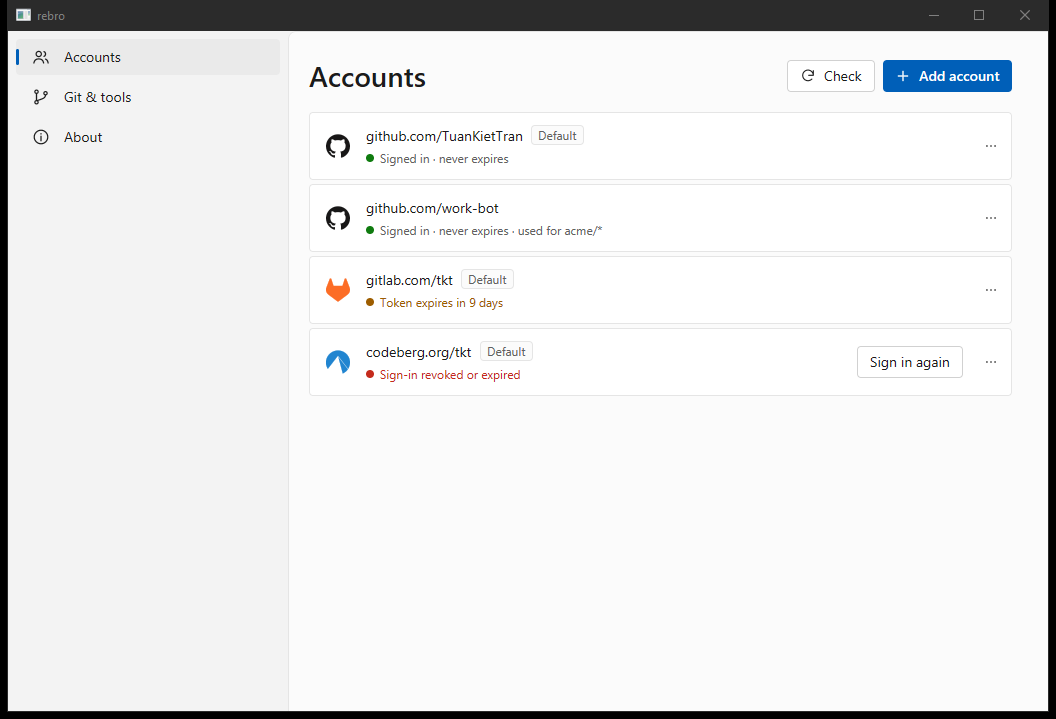 rebro
Accounts
Git & tools
About
Accounts
Check
Add account
github.com/TuanKietTran Default
Signed in · never expires
github.com/work-bot
Signed in · never expires · used for acme/*
gitlab.com/tkt Default
Token expires in 9 days
codeberg.org/tkt Default
Sign-in revoked or expired
Sign in again